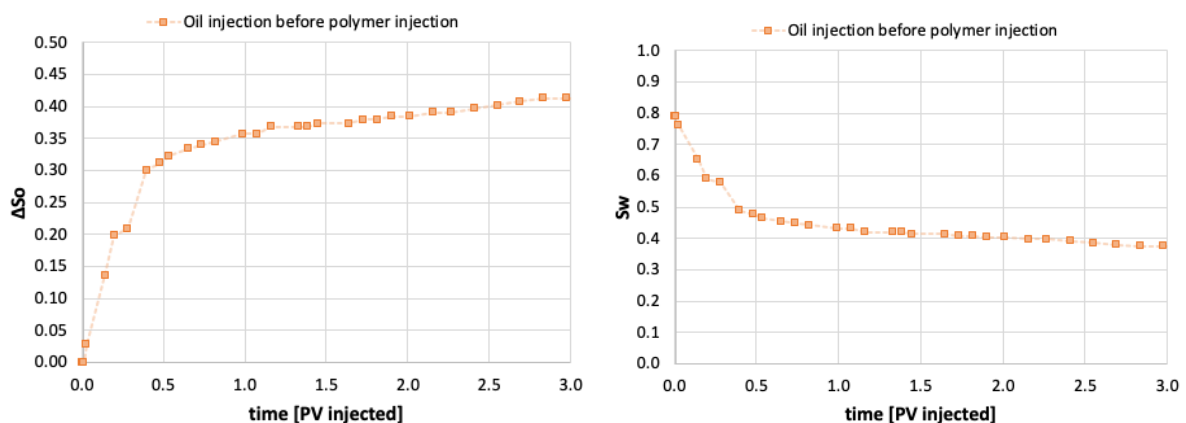 Oil injection before polymer injection
0.50
0.45
0.40
0.35
0.30
0.25
0.20
0.15
0.10
0.05
0.00
ΔSo
0.0 0.5 1.0 1.5 2.0 2.5 3.0
time [PV injected]
Oil injection before polymer injection
1.0
0.9
0.8
0.7
0.6
0.5
0.4
0.3
0.2
0.1
0.0
Sw
0.0 0.5 1.0 1.5 2.0 2.5 3.0
time [PV injected]